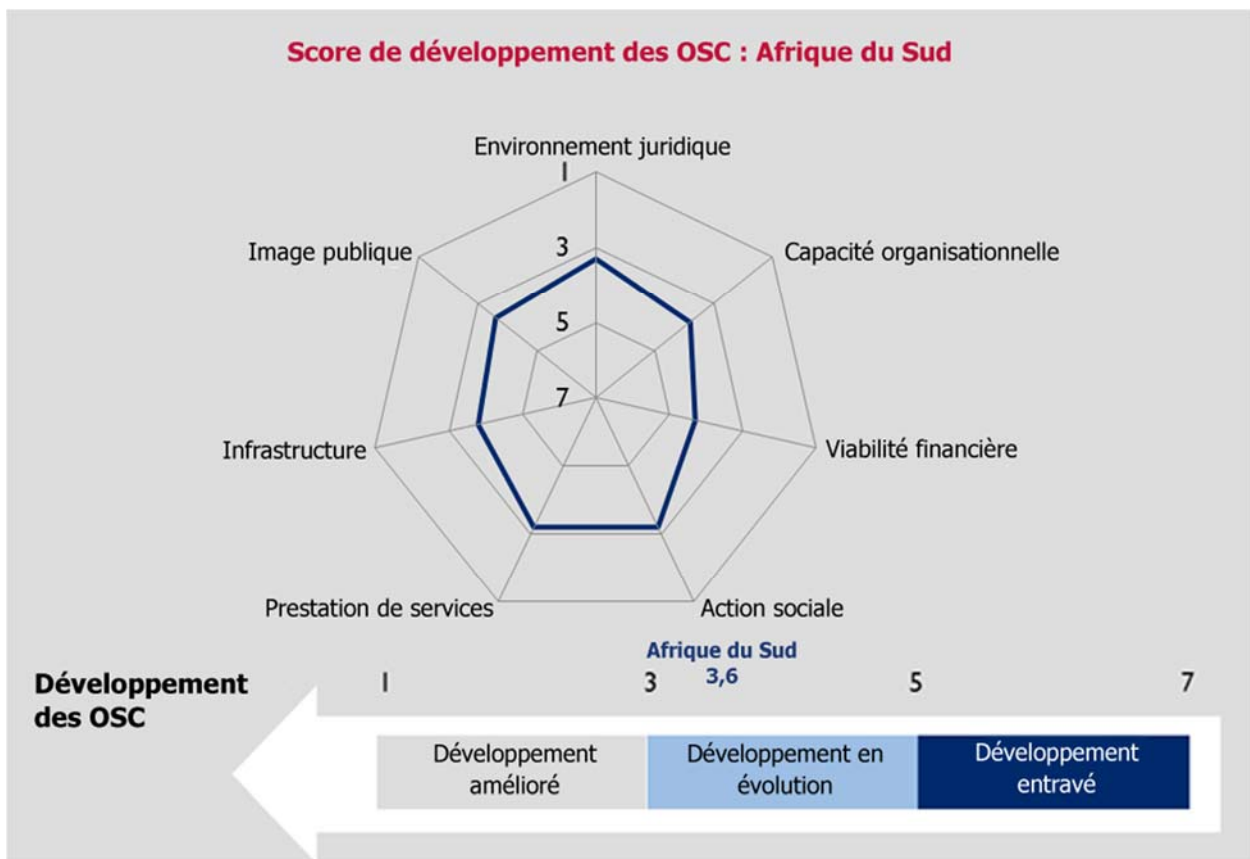 Score de développement des OSC : Afrique du Sud
Environnement juridique
1
Image publique
3
Capacité organisationnelle
5
7
Infrastructure
Viabilité financière
Prestation de services
Action sociale
Afrique du Sud
3,6
Développement
des OSC
1
3
5
7
Développement
amélioré
Développement en
évolution
Développement
entravé